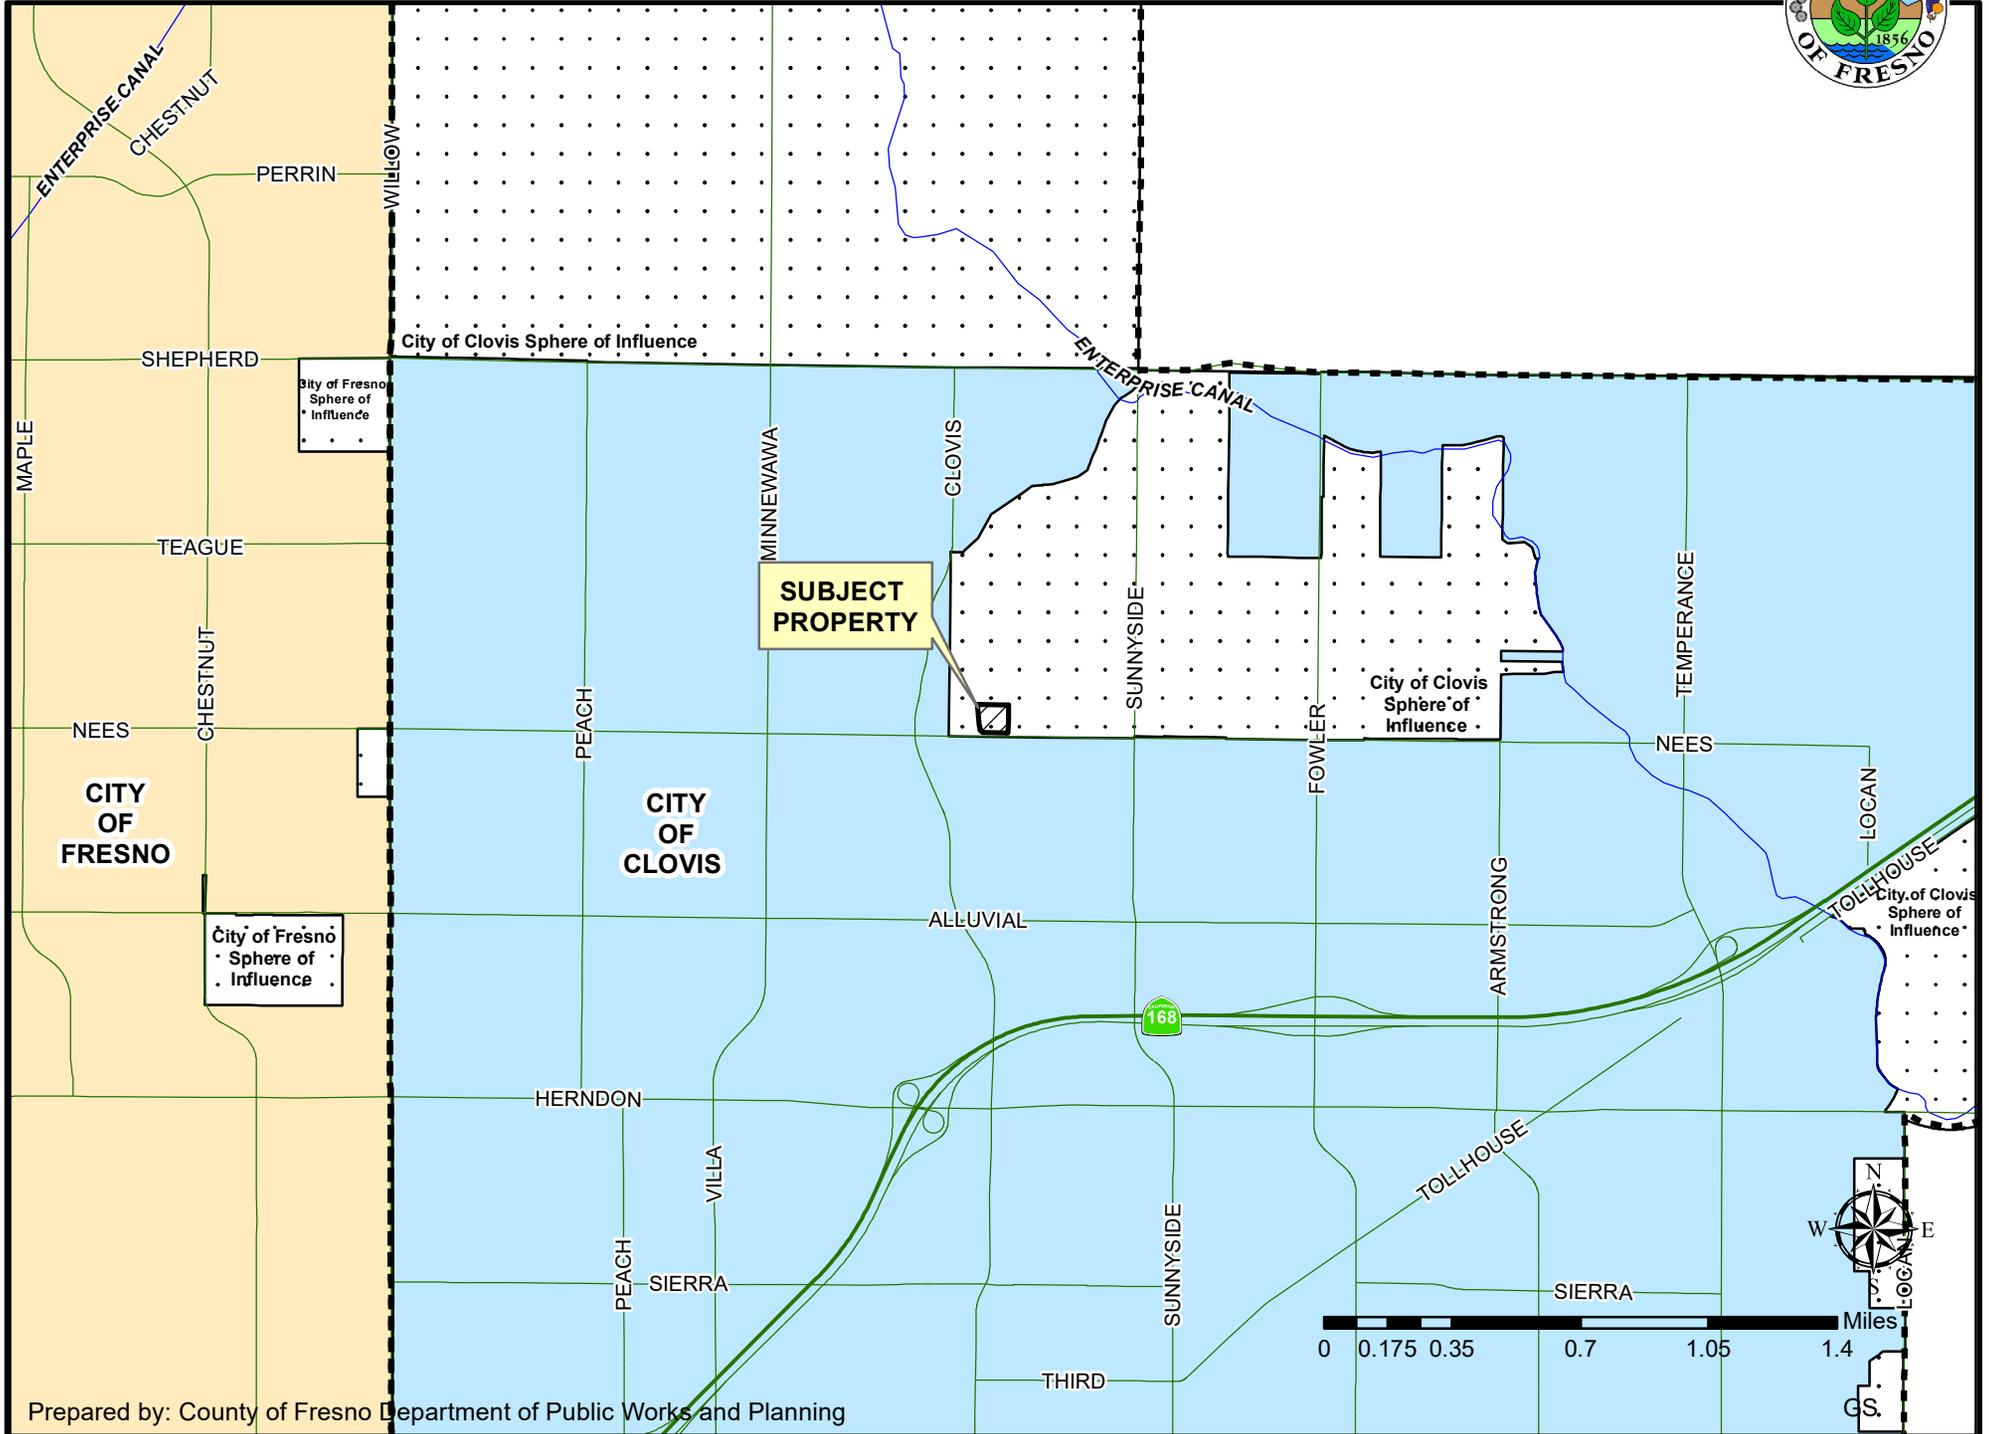 1856
OF FRESNO
ENTERPRISE CANAL
CHESTNUT
PERRIN
WILLOW
City of Clovis Sphere of Influence
SHEPHERD
City of Fresno
Sphere of
Influence
ENTERPRISE CANAL
MAPLE
MINNEWAWA
CLOVIS
TEAGUE
SUBJECT
PROPERTY
SUNNYSIDE
TEMPERANCE
CHESTNUT
PEACH
City of Clovis
Sphere of
Influence
FOWLER
NEES
NEES
LOCAN
CITY
OF
FRESNO
CITY
OF
CLOVIS
TOLLHOUSE
City of Clovis
Sphere of
Influence
ALLUVIAL
ARMSTRONG
City of Fresno
Sphere of
Influence
CALIFORNIA
168
HERNDON
TOLLHOUSE
VILLA
N
W
E
S
LOCAN
PEACH
SIERRA
SUNNYSIDE
SIERRA
Miles
0 0.175 0.35 0.7 1.05 1.4
THIRD
Prepared by: County of Fresno Department of Public Works and Planning
GS